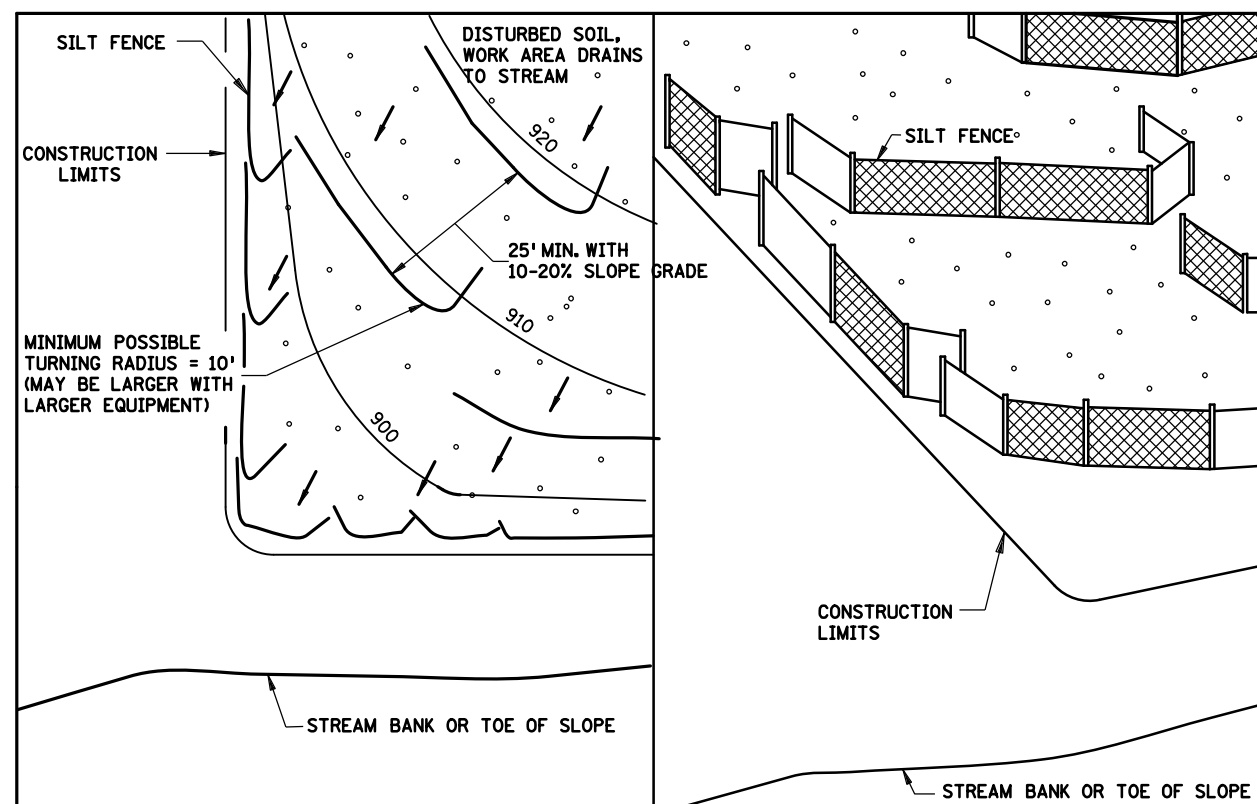 SILT FENCE
DISTURBED SOIL,
WORK AREA DRAINS
TO STREAM
CONSTRUCTION
LIMITS
920
25' MIN. WITH
10-20% SLOPE GRADE
910
MINIMUM POSSIBLE
TURNING RADIUS = 10'
(MAY BE LARGER WITH
LARGER EQUIPMENT)
900
STREAM BANK OR TOE OF SLOPE
SILT FENCE
CONSTRUCTION
LIMITS
STREAM BANK OR TOE OF SLOPE